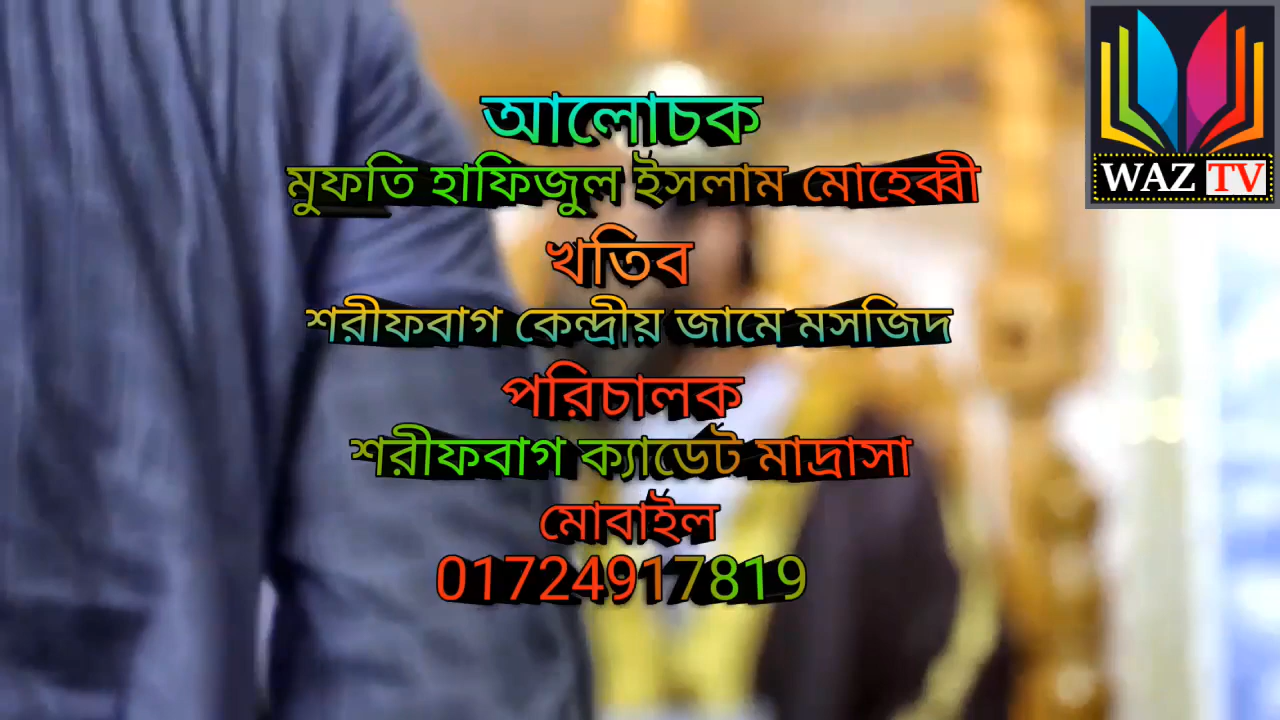 আলোচক
মুফতি হাফিজুল ইসলাম মোহেব্বী
খতিব
শরীফবাগ কেন্দ্রীয় জামে মসজিদ
পরিচালক
শরীফবাগ ক্যাডেট মাদ্রাসা
মোবাইল
01724917819
WAZ TV